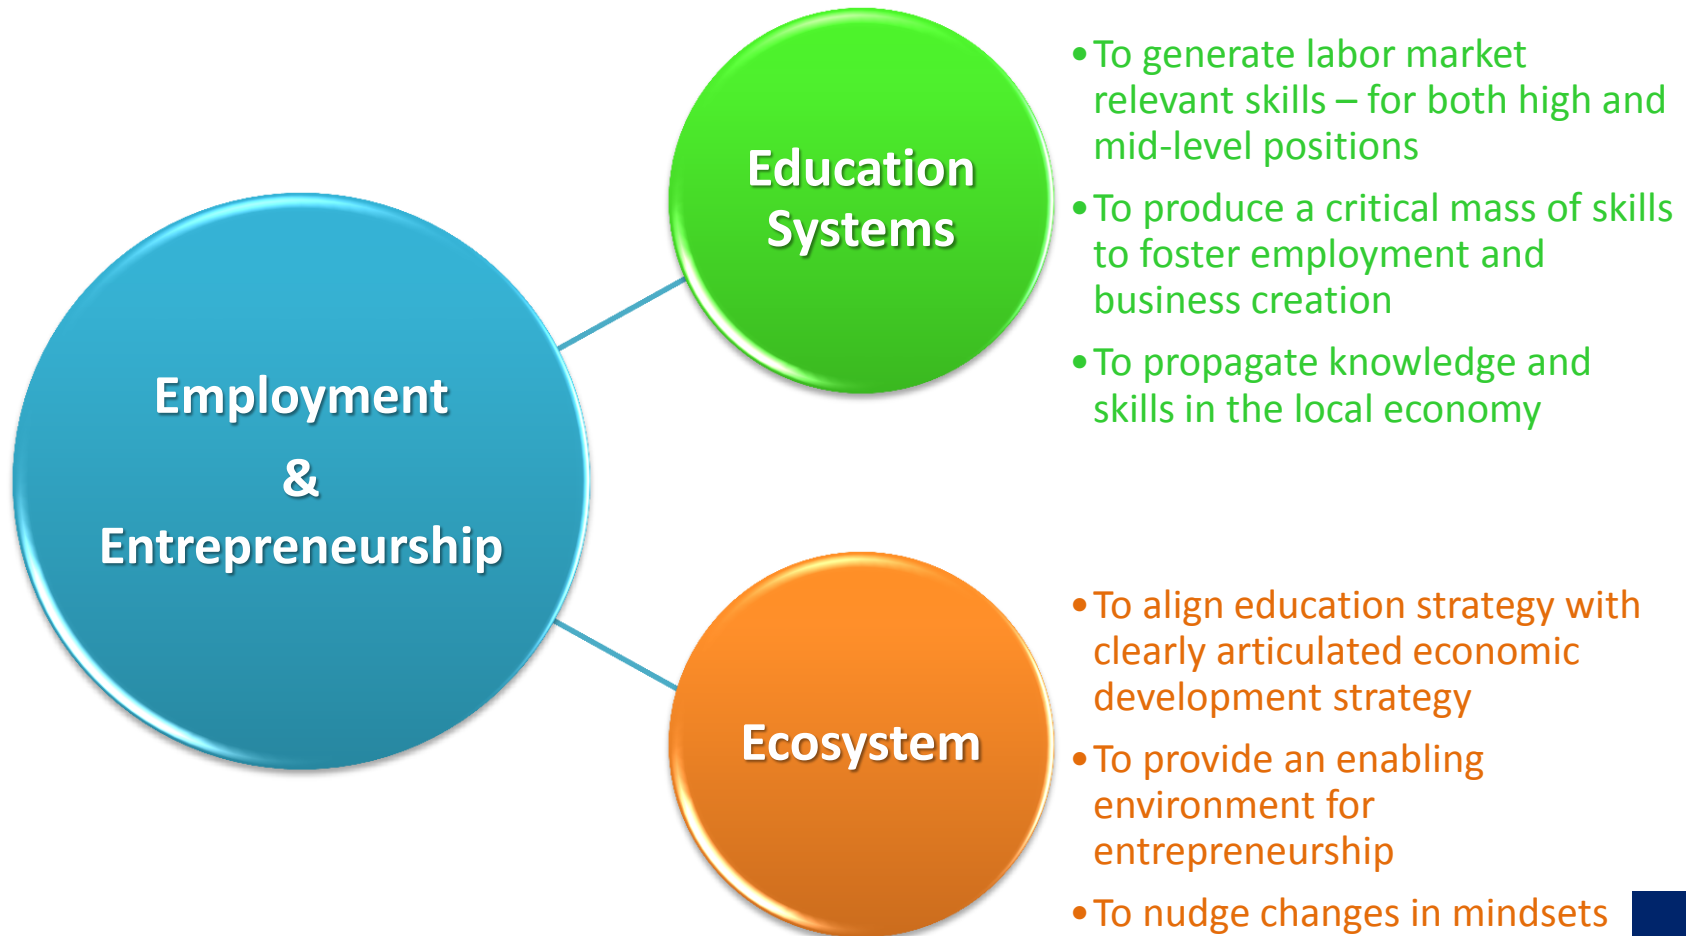 Employment
&
Entrepreneurship
Education
Systems
•To generate labor market
relevant skills – for both high and
mid-level positions
•To produce a critical mass of skills
to foster employment and
business creation
•To propagate knowledge and
skills in the local economy
Ecosystem
•To align education strategy with
clearly articulated economic
development strategy
•To provide an enabling
environment for
entrepreneurship
•To nudge changes in mindsets